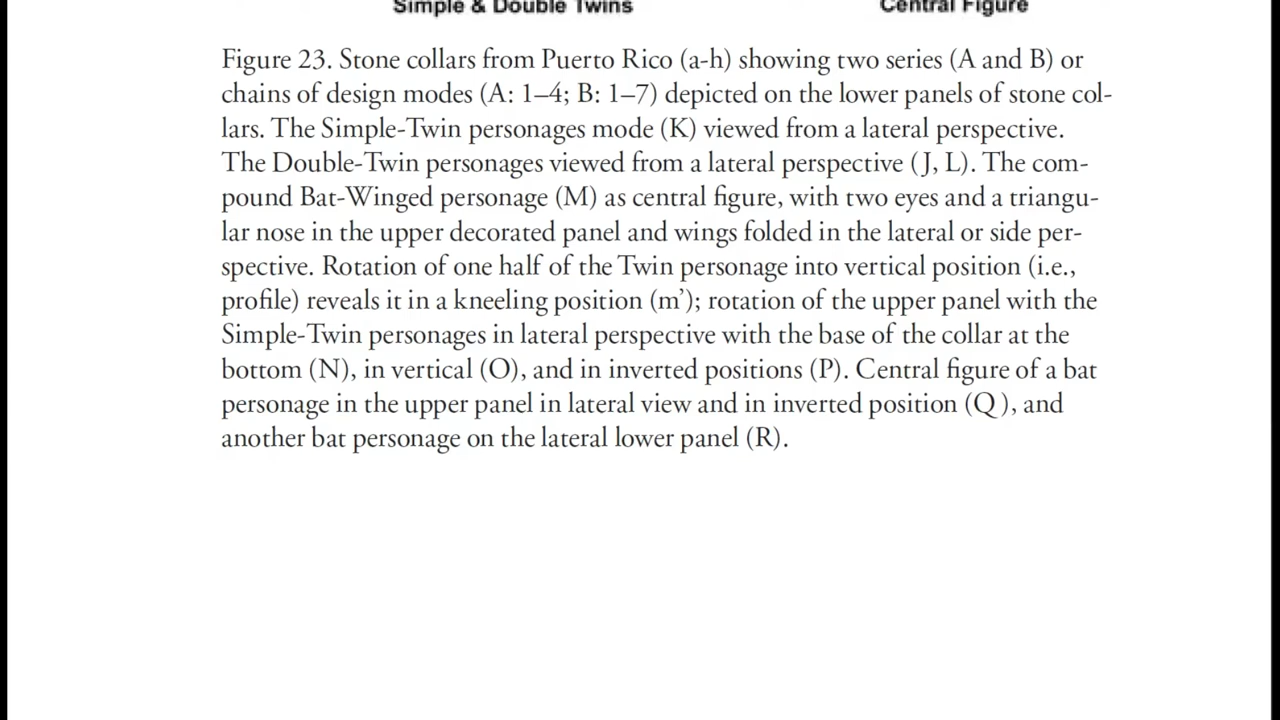 Simple & Double Twins
Central Figure
Figure 23. Stone collars from Puerto Rico (a-h) showing two series (A and B) or
chains of design modes (A: 1–4; B: 1–7) depicted on the lower panels of stone col-
lars. The Simple-Twin personages mode (K) viewed from a lateral perspective.
The Double-Twin personages viewed from a lateral perspective (J, L). The com-
pound Bat-Winged personage (M) as central figure, with two eyes and a triangu-
lar nose in the upper decorated panel and wings folded in the lateral or side per-
spective. Rotation of one half of the Twin personage into vertical position (i.e.,
profile) reveals it in a kneeling position (m’); rotation of the upper panel with the
Simple-Twin personages in lateral perspective with the base of the collar at the
bottom (N), in vertical (O), and in inverted positions (P). Central figure of a bat
personage in the upper panel in lateral view and in inverted position (Q), and
another bat personage on the lateral lower panel (R).